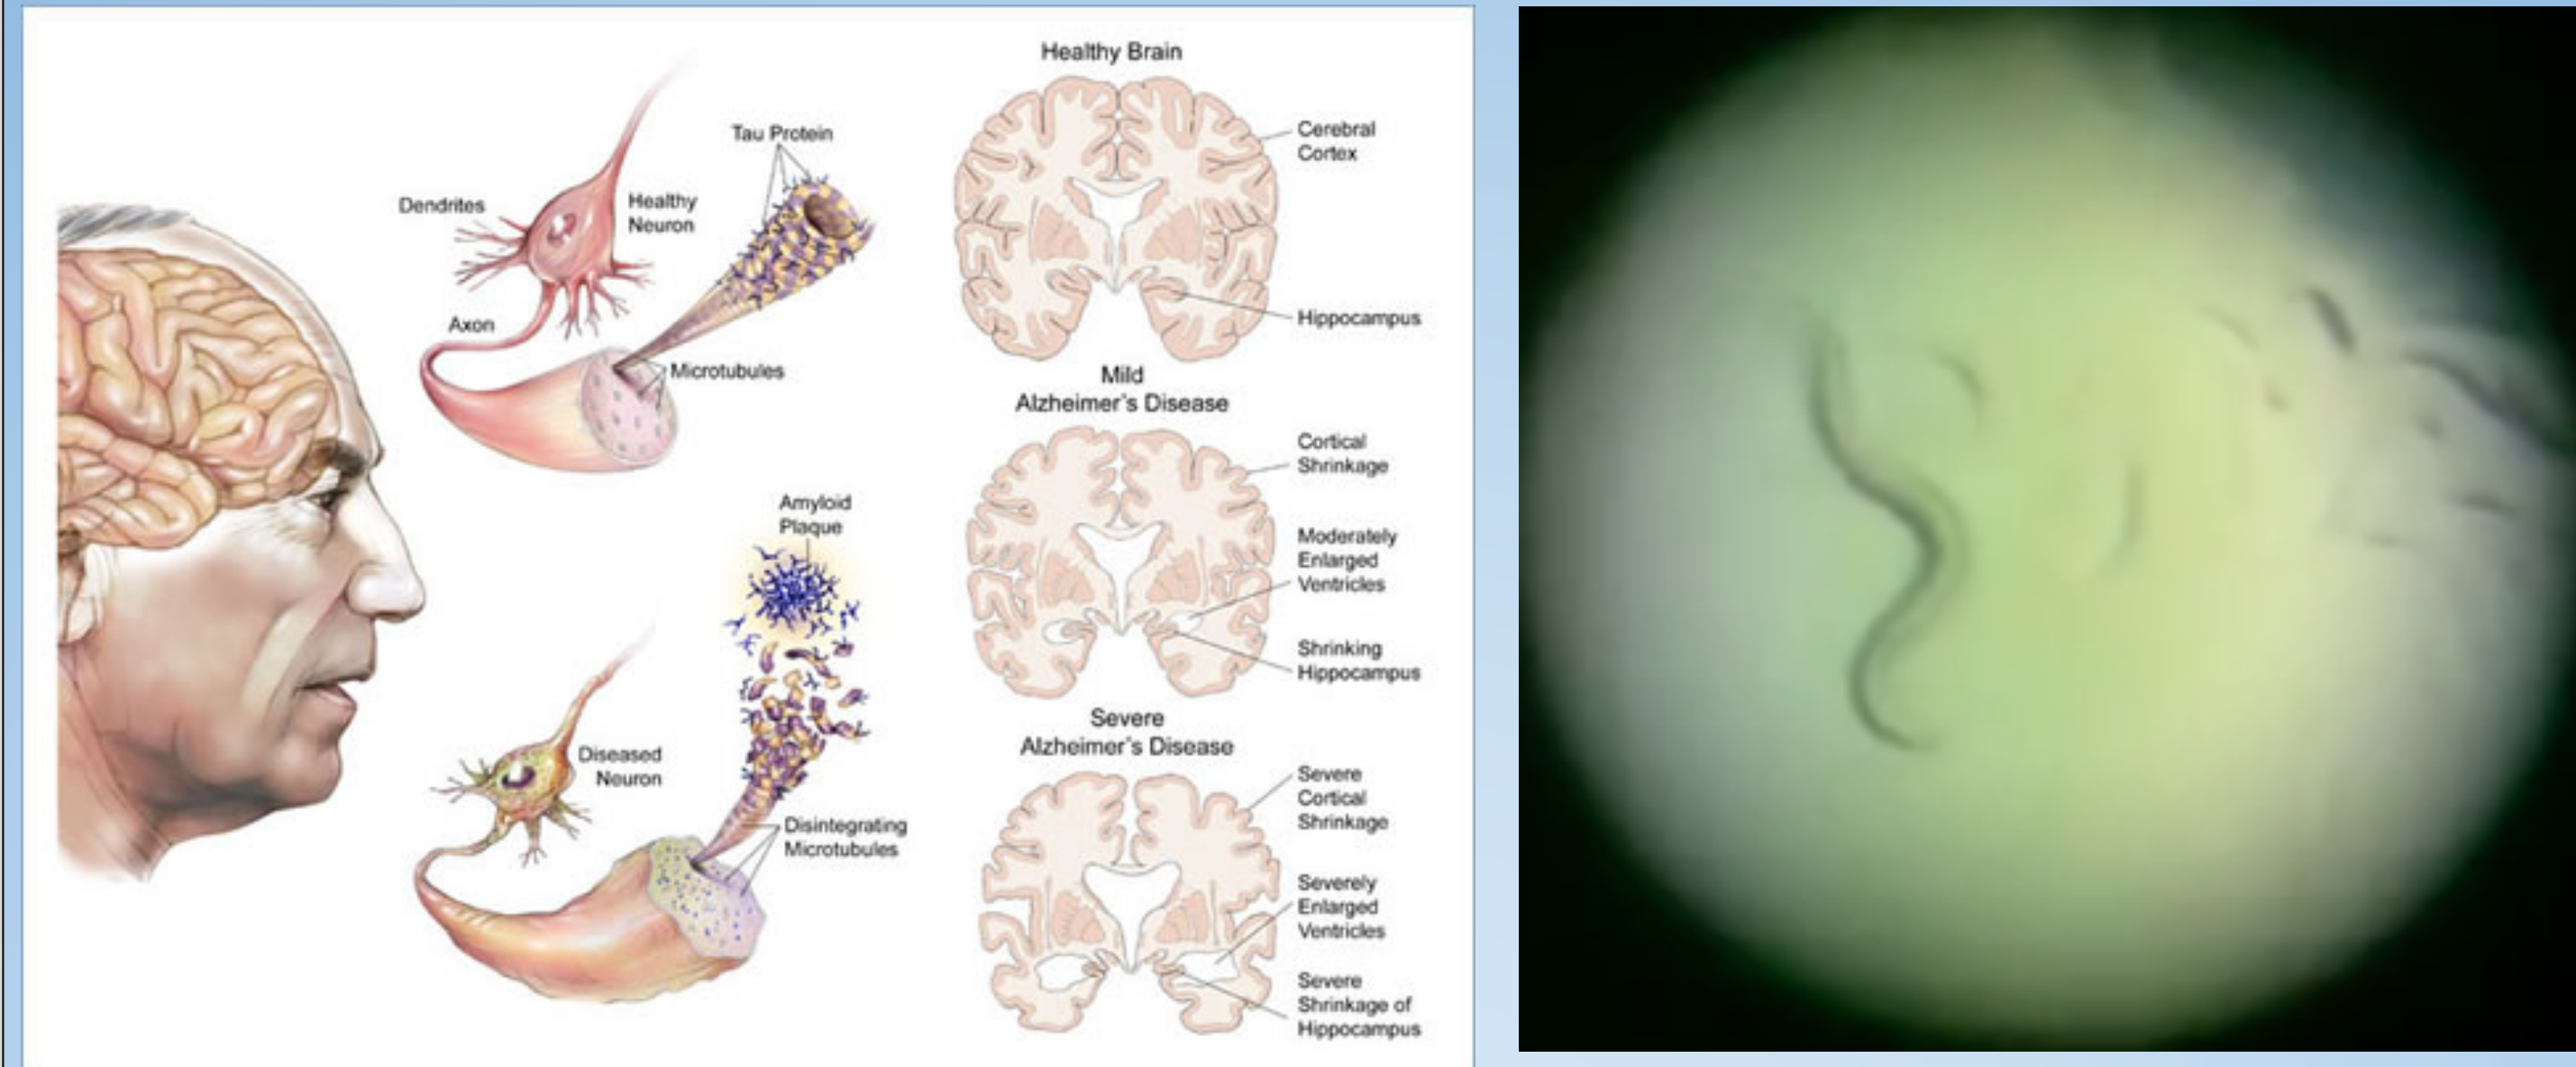 Healthy Brain
Tau Protein
Cerebral
Cortex
Dendrites
Healthy
Neuron
Axon
Hippocampus
Microtubules
Mild
Alzheimer's Disease
Cortical
Shrinkage
Amyloid
Plaque
Moderately
Enlarged
Ventricles
Shrinking
Hippocampus
Severe
Alzheimer's Disease
Diseased
Neuron
Severe
Cortical
Shrinkage
Disintegrating
Microtubules
Severely
Enlarged
Ventricles
Severe
Shrinkage of
Hippocampus